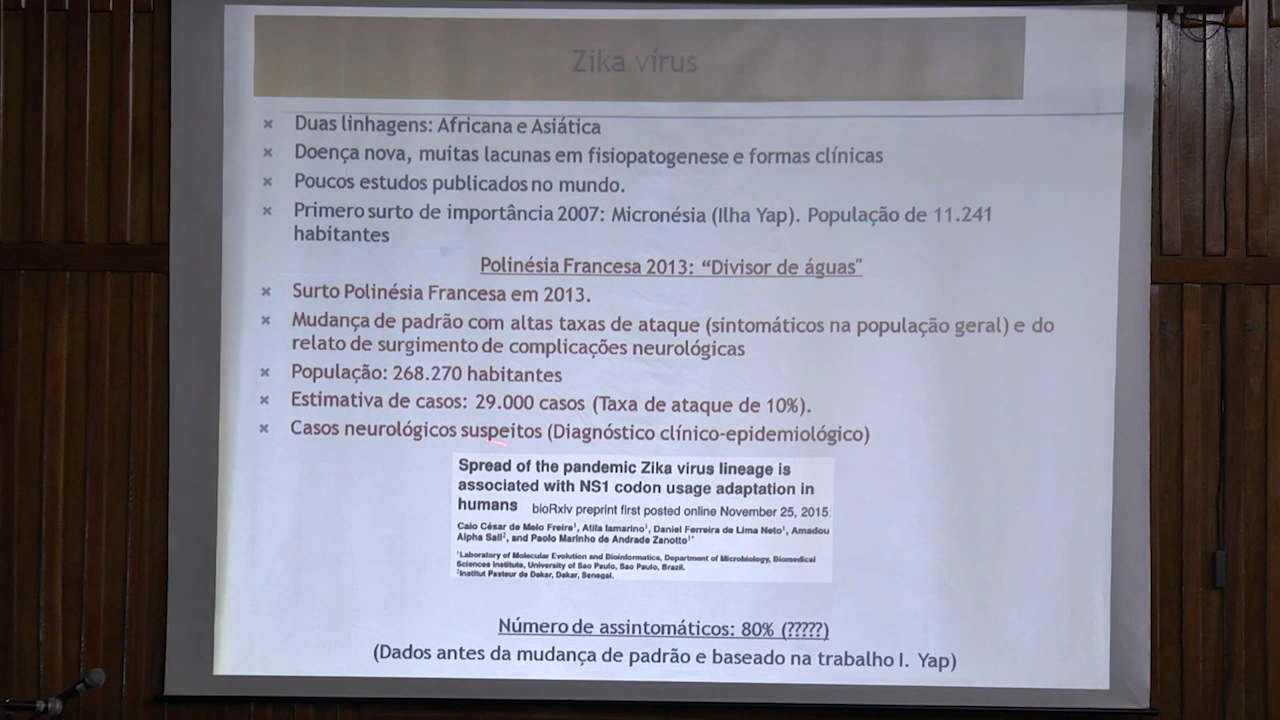 Zika vírus
Duas linhagens: Africana e Asiática
Doença nova, muitas lacunas em fisiopatogenese e formas clínicas
Poucos estudos publicados no mundo.
Primero surto de importância 2007: Micronésia (Ilha Yap). População de 11.241
habitantes
Polinésia Francesa 2013: “Divisor de águas"
Surto Polinésia Francesa em 2013.
Mudança de padrão com altas taxas de ataque (sintomáticos na população geral) e do
relato de surgimento de complicações neurológicas
População: 268.270 habitantes
Estimativa de casos: 29.000 casos (Taxa de ataque de 10%).
Casos neurológicos suspeitos (Diagnóstico clínico-epidemiológico)
Spread of the pandemic Zika virus lineage is
associated with NS1 codon usage adaptation in
humans bioRxiv preprint first posted online November 25, 2015;
Caio César de Melo Freire¹, Atila Iamarino¹, Daniel Ferreira de Lima Neto¹, Amadou
Alpha Sall², and Paolo Marinho de Andrade Zanotto¹*
¹Laboratory of Molecular Evolution and Bioinformatics, Department of Microbiology, Biomedical
Sciences Institute, University of Sao Paulo, Sao Paulo, Brazil.
²Institut Pasteur de Dakar, Dakar, Senegal.
Número de assintomáticos: 80% (?????)
(Dados antes da mudança de padrão e baseado na trabalho I. Yap)